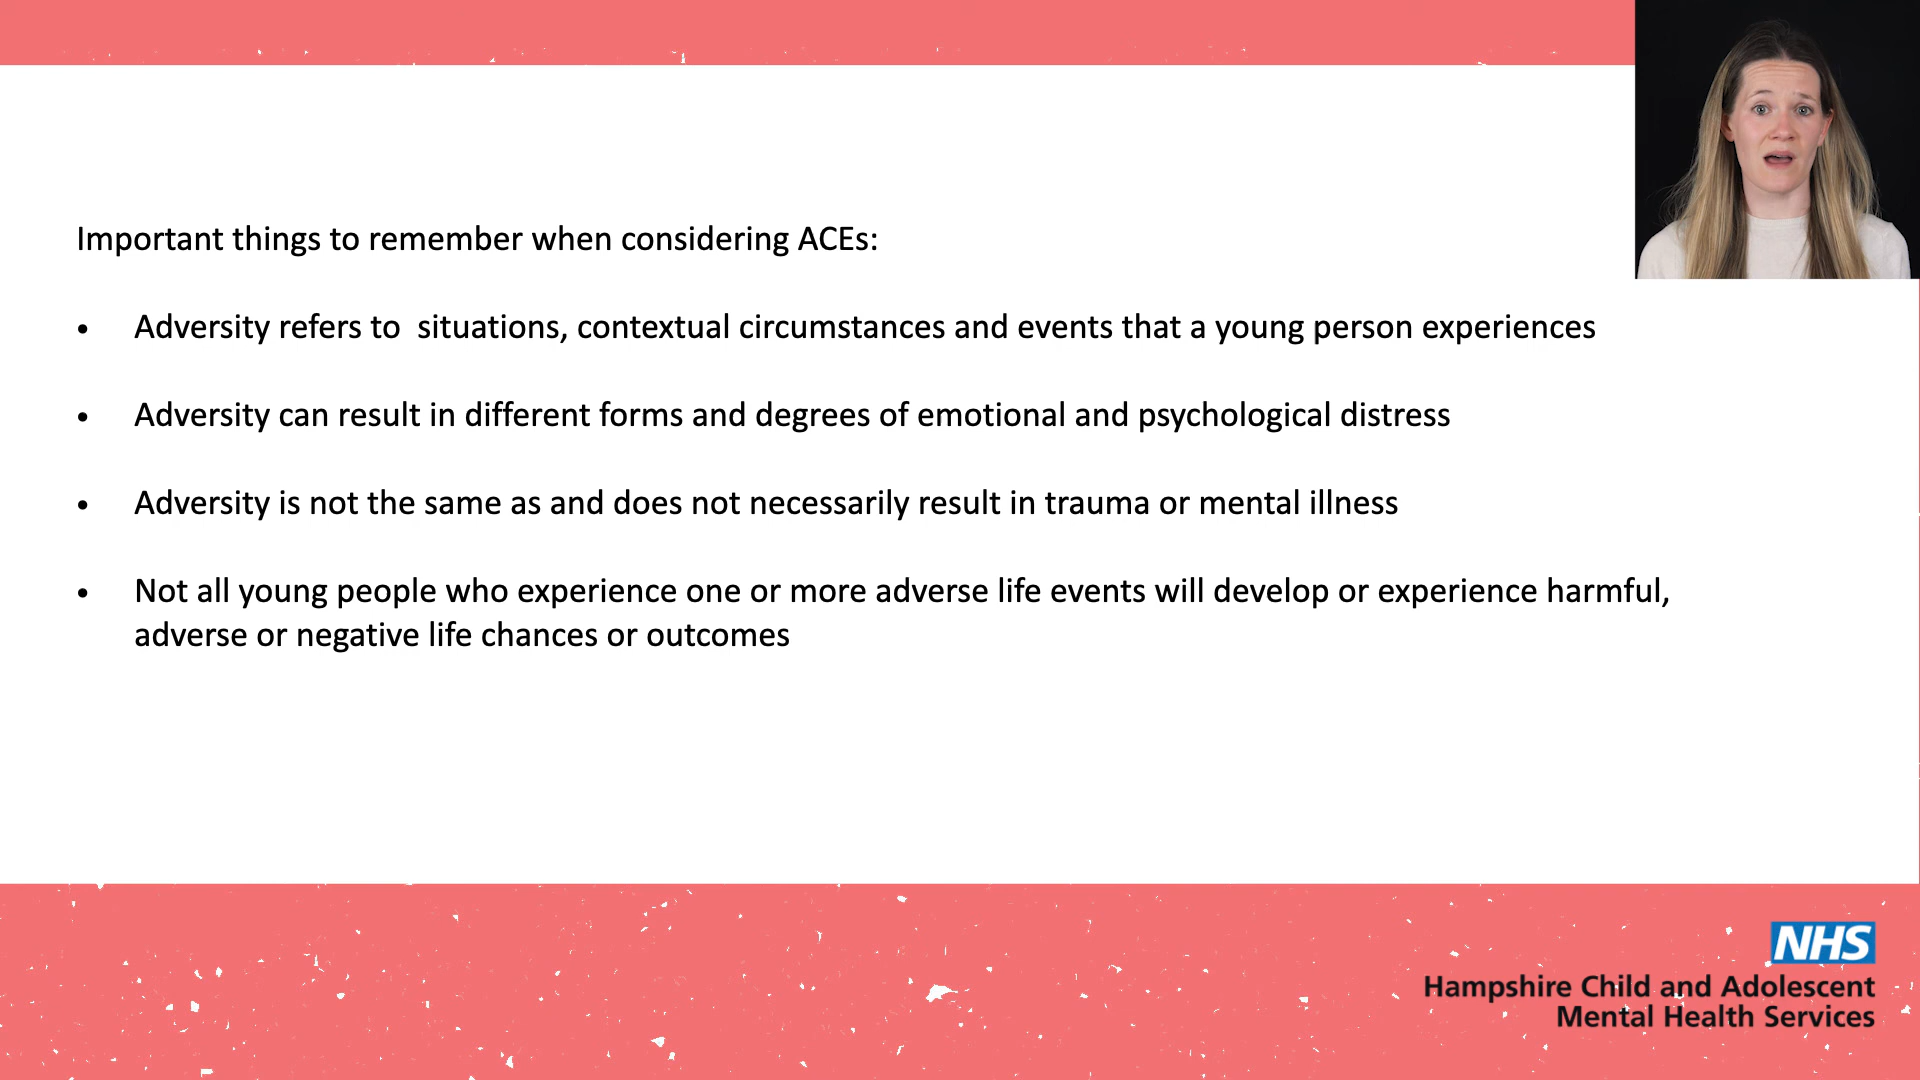 Important things to remember when considering ACEs:
• Adversity refers to  situations, contextual circumstances and events that a young person experiences
• Adversity can result in different forms and degrees of emotional and psychological distress
• Adversity is not the same as and does not necessarily result in trauma or mental illness
• Not all young people who experience one or more adverse life events will develop or experience harmful,
adverse or negative life chances or outcomes
NHS
Hampshire Child and Adolescent
Mental Health Services